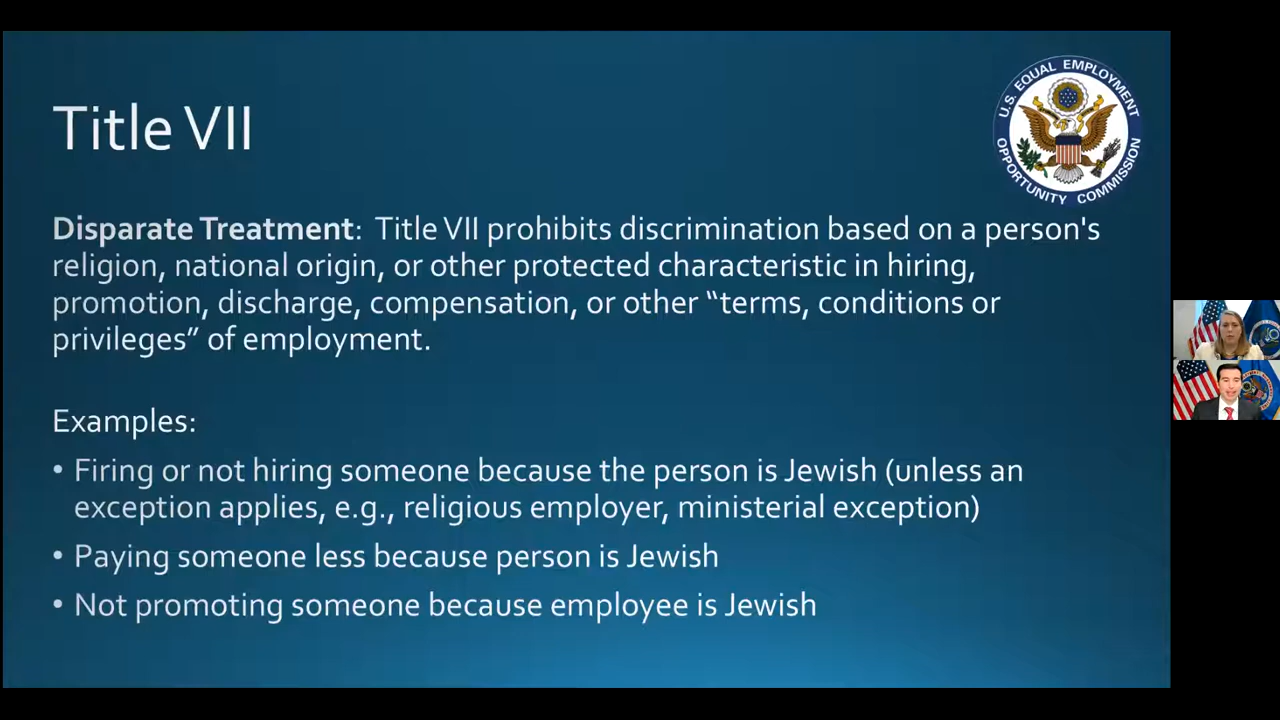 Title VII
U.S. EQUAL EMPLOYMENT
OPPORTUNITY COMMISSION
Disparate Treatment:  Title VII prohibits discrimination based on a person's
religion, national origin, or other protected characteristic in hiring,
promotion, discharge, compensation, or other “terms, conditions or
privileges” of employment.
Examples:
• Firing or not hiring someone because the person is Jewish (unless an
exception applies, e.g., religious employer, ministerial exception)
• Paying someone less because person is Jewish
• Not promoting someone because employee is Jewish